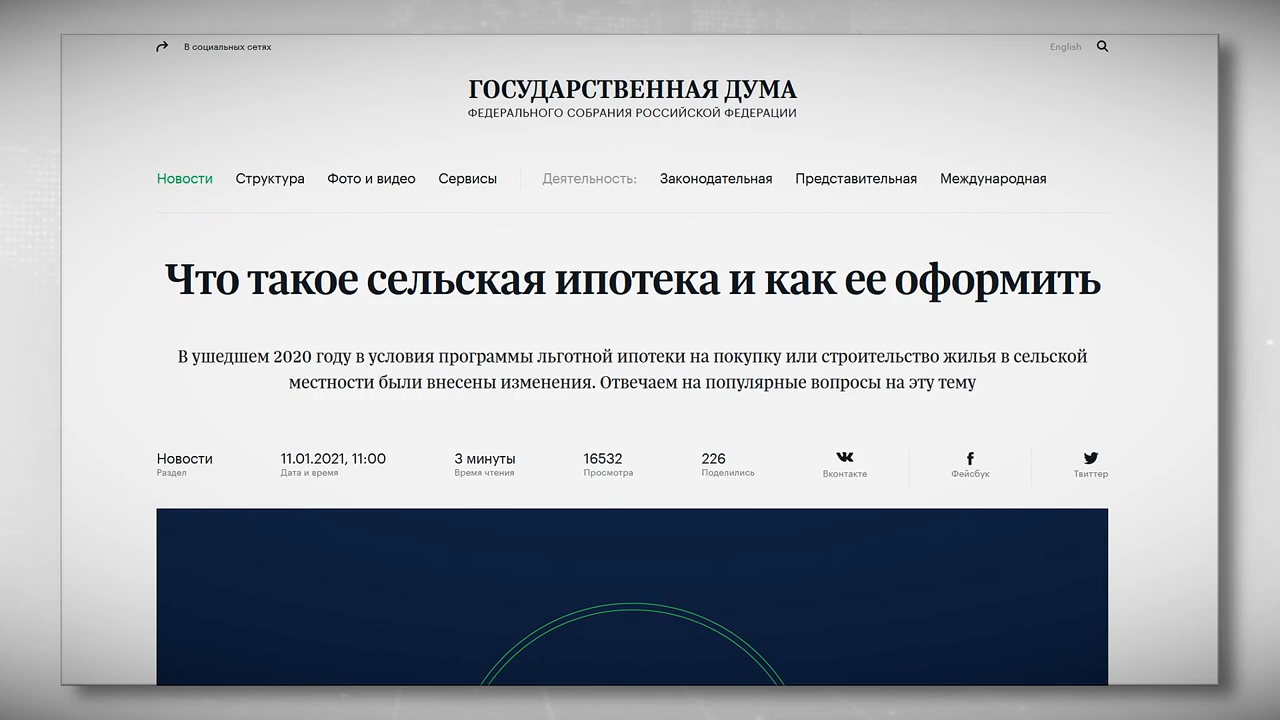 В социальных сетях
English
ГОСУДАРСТВЕННАЯ ДУМА
ФЕДЕРАЛЬНОГО СОБРАНИЯ РОССИЙСКОЙ ФЕДЕРАЦИИ
Новости Структура Фото и видео Сервисы Деятельность: Законодательная Представительная Международная
Что такое сельская ипотека и как ее оформить
В ушедшем 2020 году в условия программы льготной ипотеки на покупку или строительство жилья в сельской
местности были внесены изменения. Отвечаем на популярные вопросы на эту тему
Новости 11.01.2021, 11:00 3 минуты 16532 226
Раздел Дата и время Время чтения Просмотра Поделились Вконтакте Фейсбук Твиттер